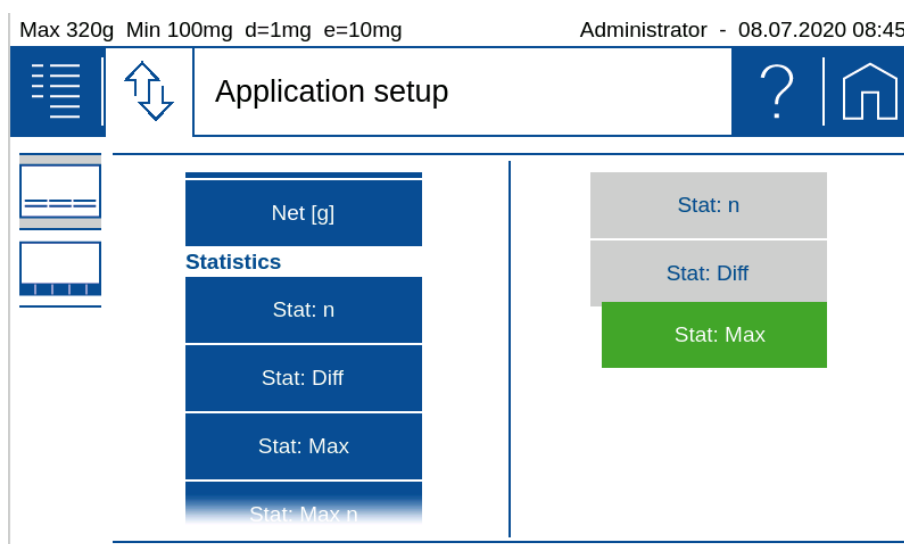 Max 320g Min 100mg d=1mg e=10mg Administrator - 08.07.2020 08:45
Application setup ?
Net [g]
Statistics
Stat: n
Stat: Diff
Stat: Max
Stat: Max n
Stat: n
Stat: Diff
Stat: Max